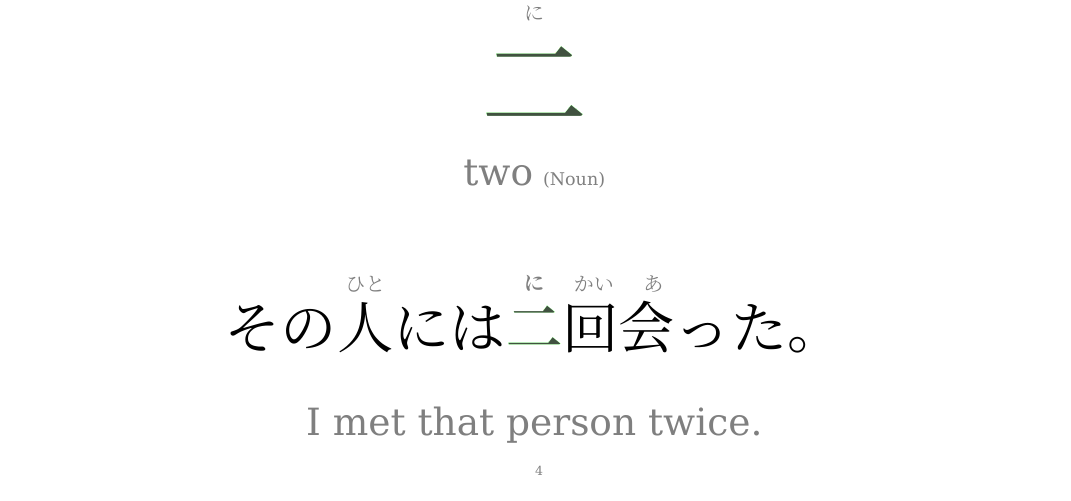 に
二
two (Noun)
ひと に かい あ
その人には二回会った。
I met that person twice.
4